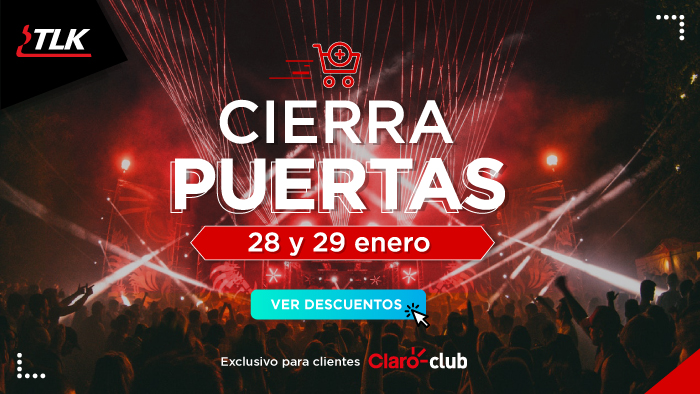 TLK
CIERRA
PUERTAS
28 y 29 enero
VER DESCUENTOS
Exclusivo para clientes Claro-club